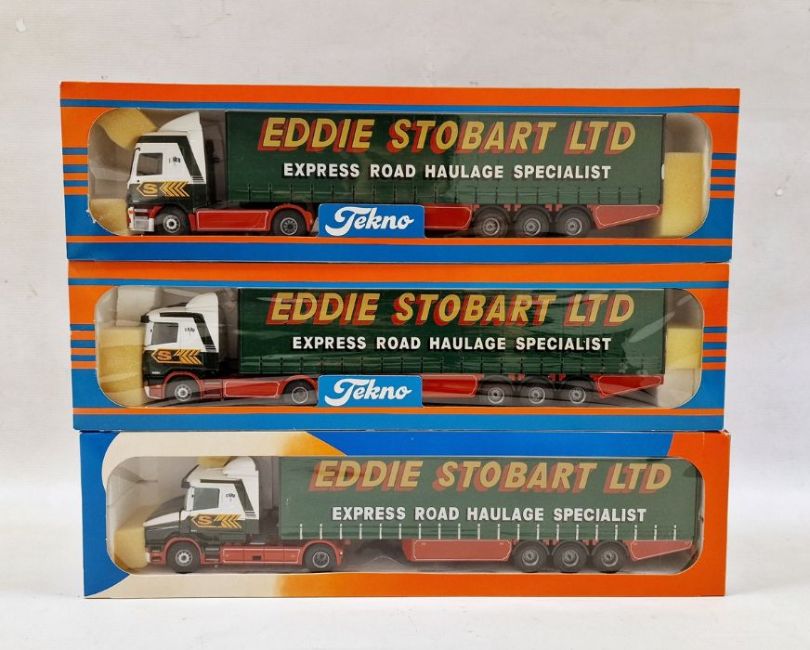 EDDIE STOBART LTD
EXPRESS ROAD HAULAGE SPECIALIST
S
Tekno
EDDIE STOBART LTD
EXPRESS ROAD HAULAGE SPECIALIST
S
Tekno
EDDIE STOBART LTD
EXPRESS ROAD HAULAGE SPECIALIST
S